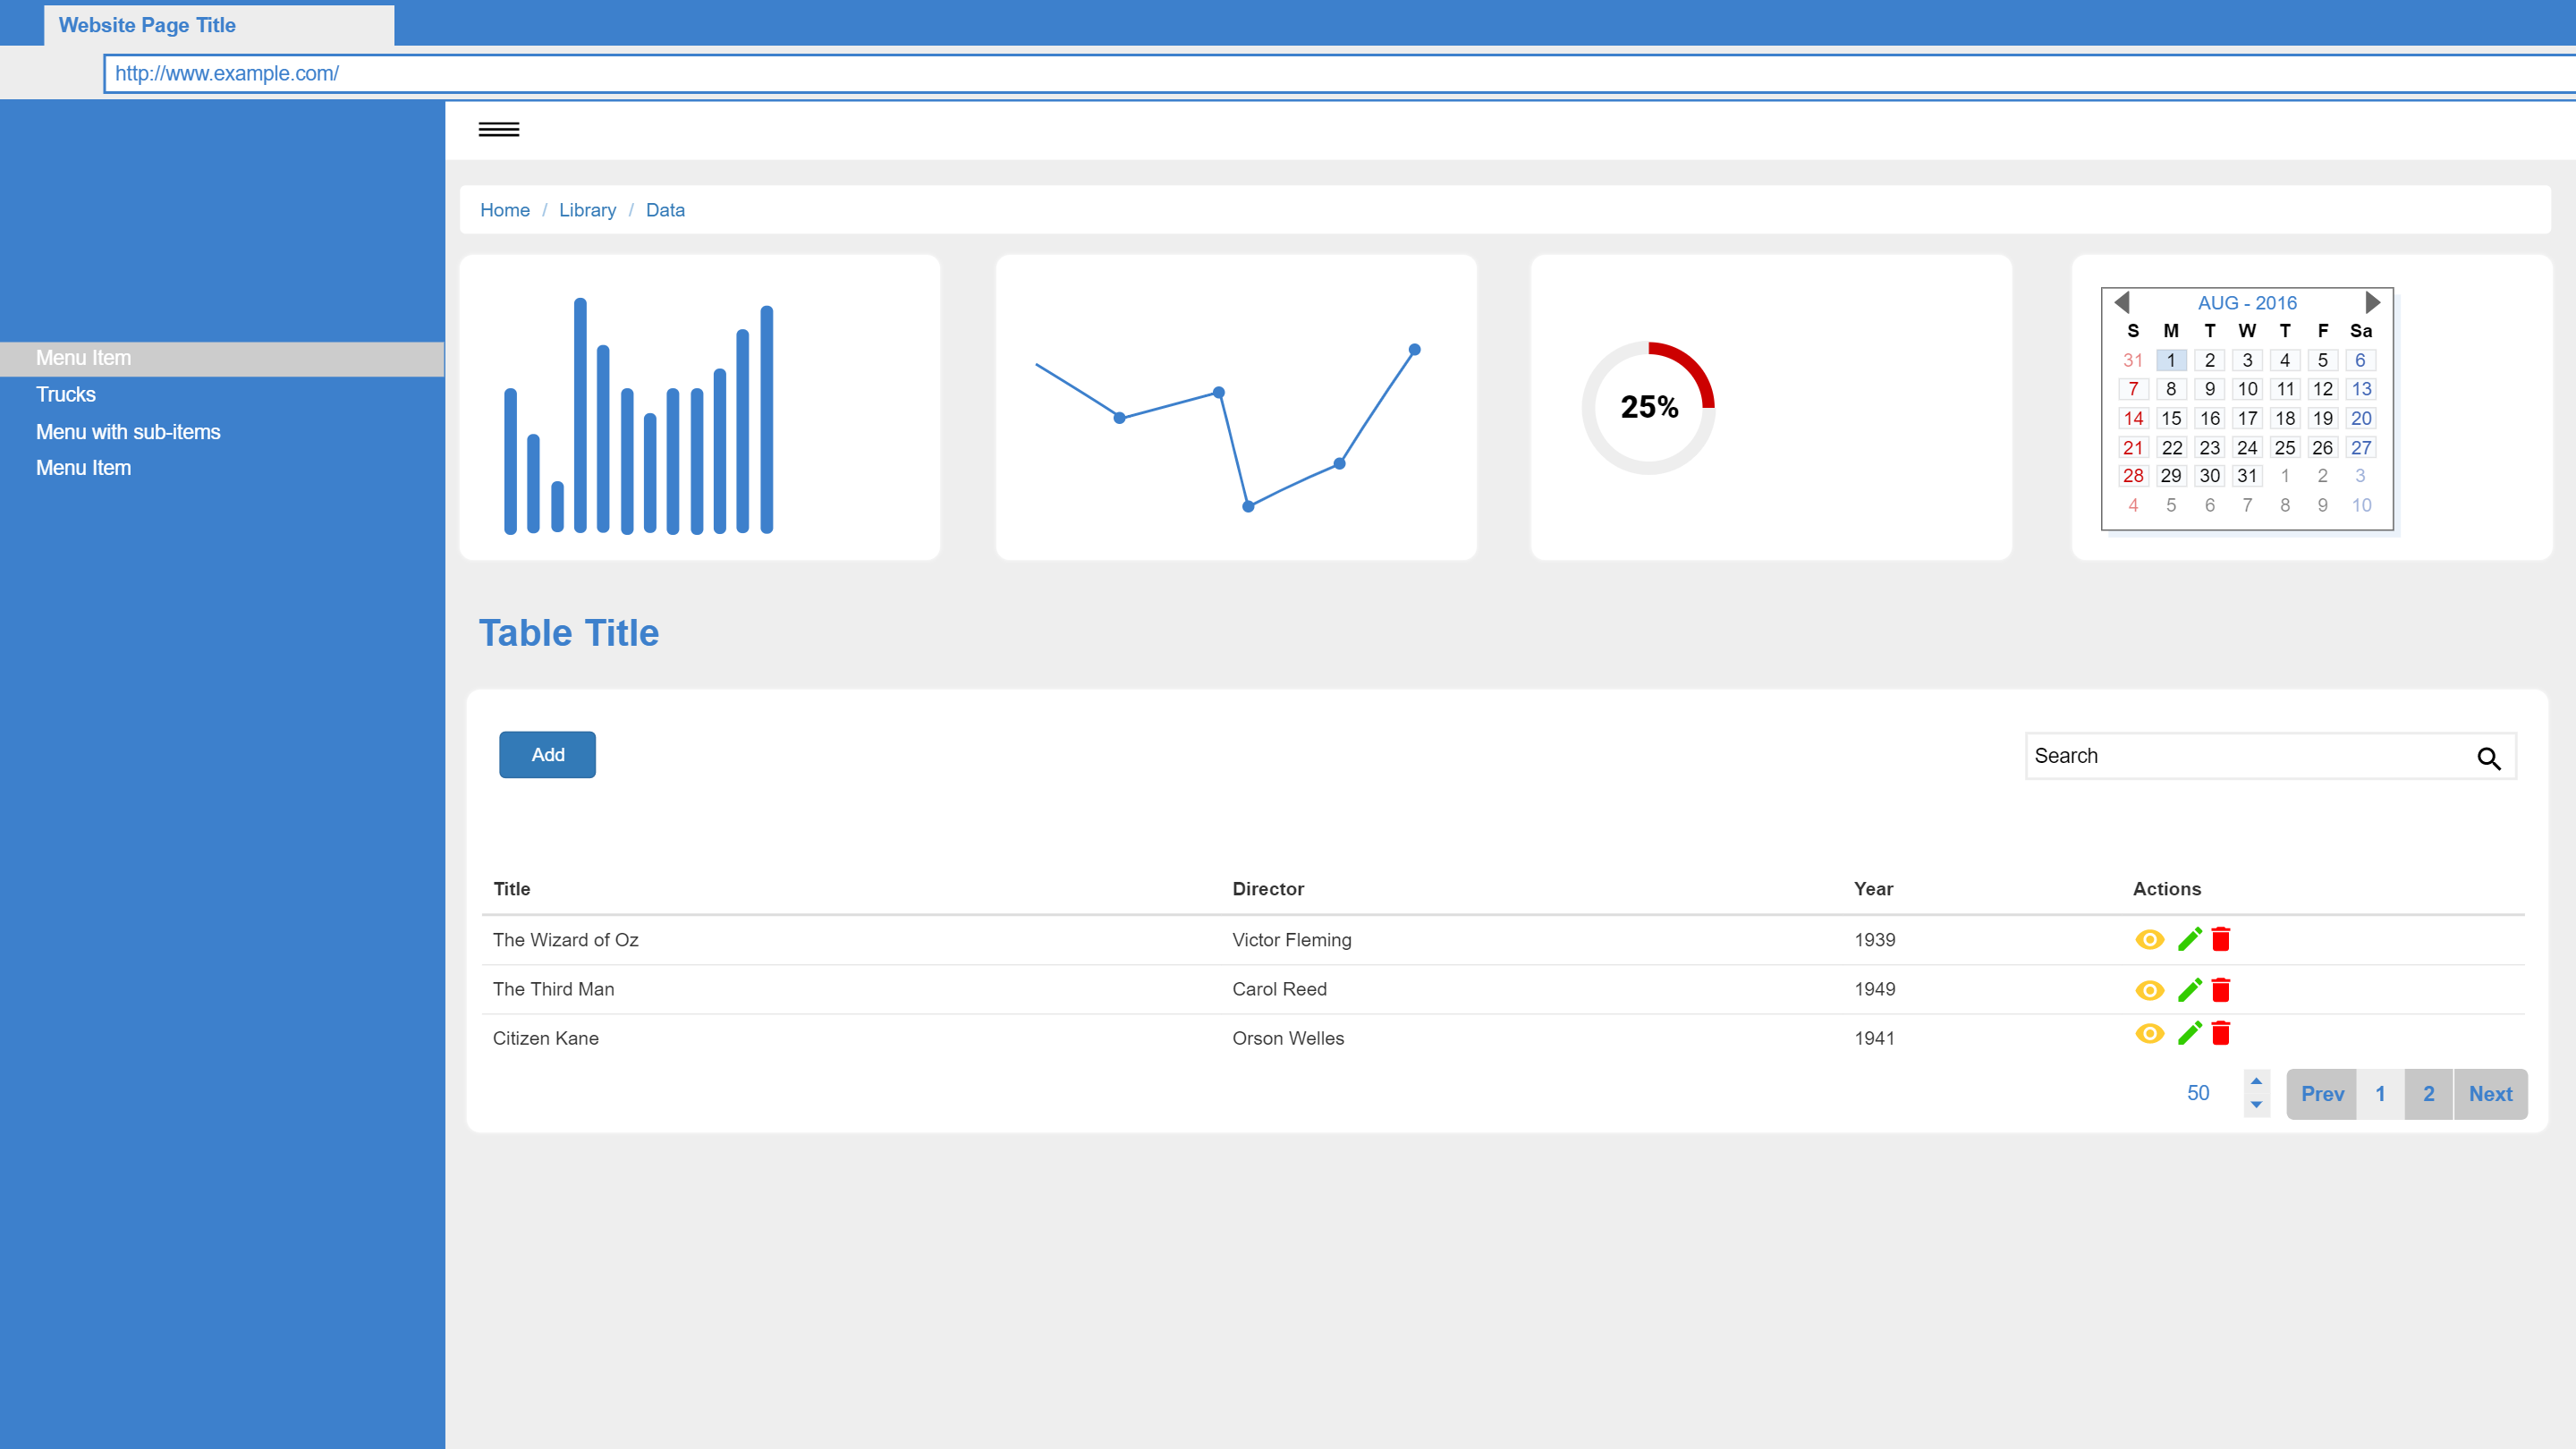 Website Page Title
http://www.example.com/
Menu Item
Trucks
Menu with sub-items
Menu Item
Home / Library / Data
25%
AUG - 2016
S M T W T F Sa
31 1 2 3 4 5 6
7 8 9 10 11 12 13
14 15 16 17 18 19 20
21 22 23 24 25 26 27
28 29 30 31 1 2 3
4 5 6 7 8 9 10
Table Title
Add
Search
Title Director Year Actions
The Wizard of Oz Victor Fleming 1939
The Third Man Carol Reed 1949
Citizen Kane Orson Welles 1941
50 Prev 1 2 Next